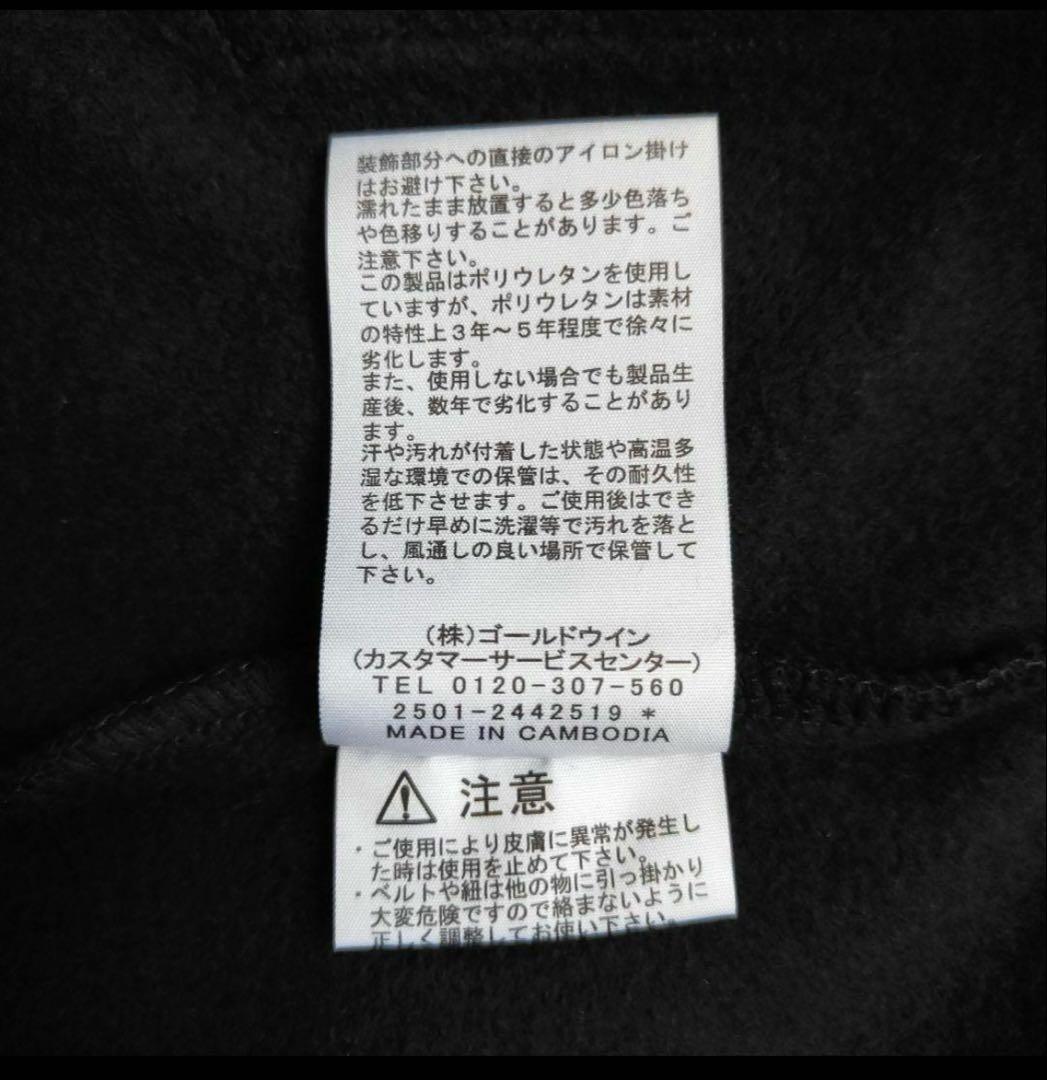 装飾部分への直接のアイロン掛け
はお避け下さい。
濡れたまま放置すると多少色落ち
や色移りすることがあります。ご
注意下さい。
この製品はポリウレタンを使用し
ていますが、ポリウレタンは素材
の特性上３年～５年程度で徐々に
劣化します。
また、使用しない場合でも製品生
産後、数年で劣化することがあり
ます。
汗や汚れが付着した状態や高温多
湿な環境での保管は、その耐久性
を低下させます。ご使用後はでき
るだけ早めに洗濯等で汚れを落と
し、風通しの良い場所で保管して
下さい。
(株)ゴールドウイン
(カスタマーサービスセンター)
TEL 0120-307-560
2501-2442519 *
MADE IN CAMBODIA
注意
・ご使用により皮膚に異常が発生し
た時は使用を止めて下さい。
・ベルトや紐は他の物に引っ掛かり
大変危険ですので絡まないように
正しく調整してお使い下さい。